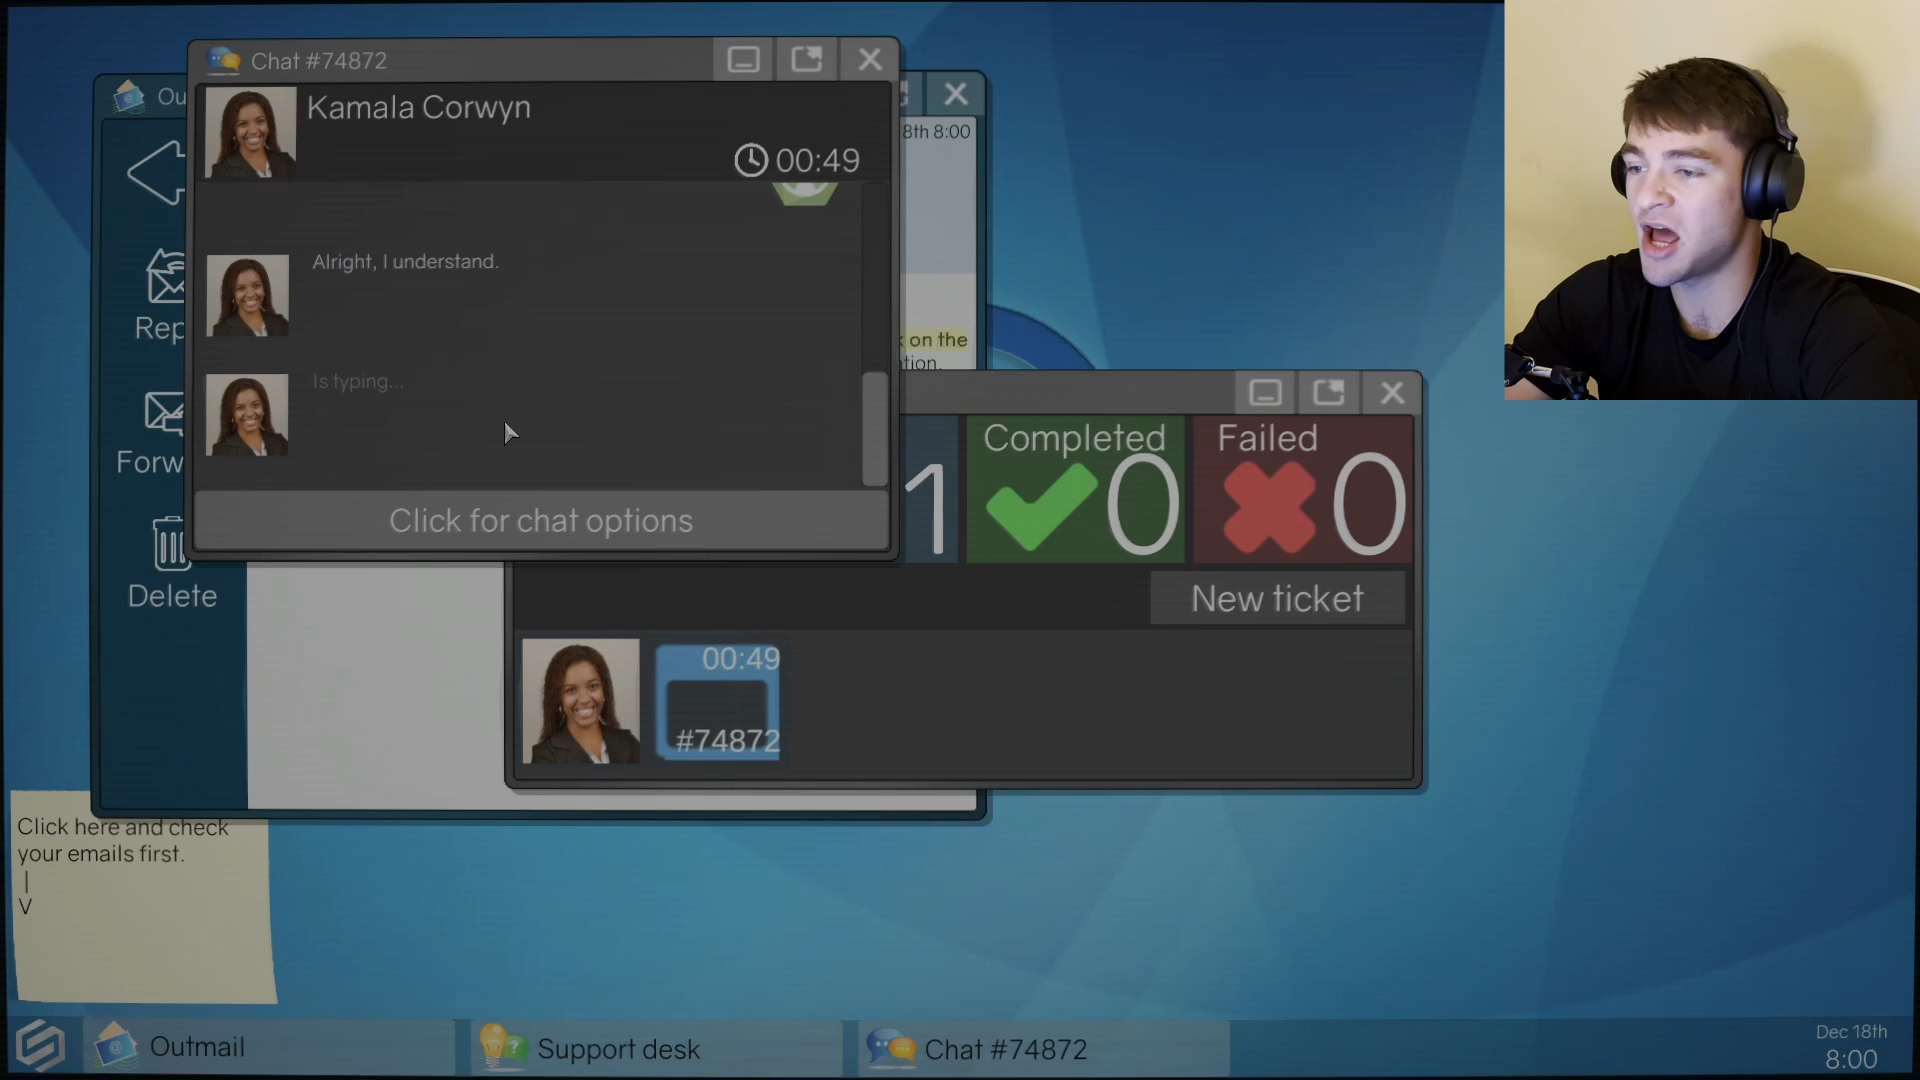 Chat #74872
Kamala Corwyn
00:49
Alright, I understand.
Is typing...
Click for chat options
Ou
8th 8:00
k on the
tion.
Rep
Forw
Delete
1
Completed
0
Failed
0
New ticket
00:49
#74872
Click here and check
your emails first.
|
V
Outmail
Support desk
Chat #74872
Dec 18th
8:00